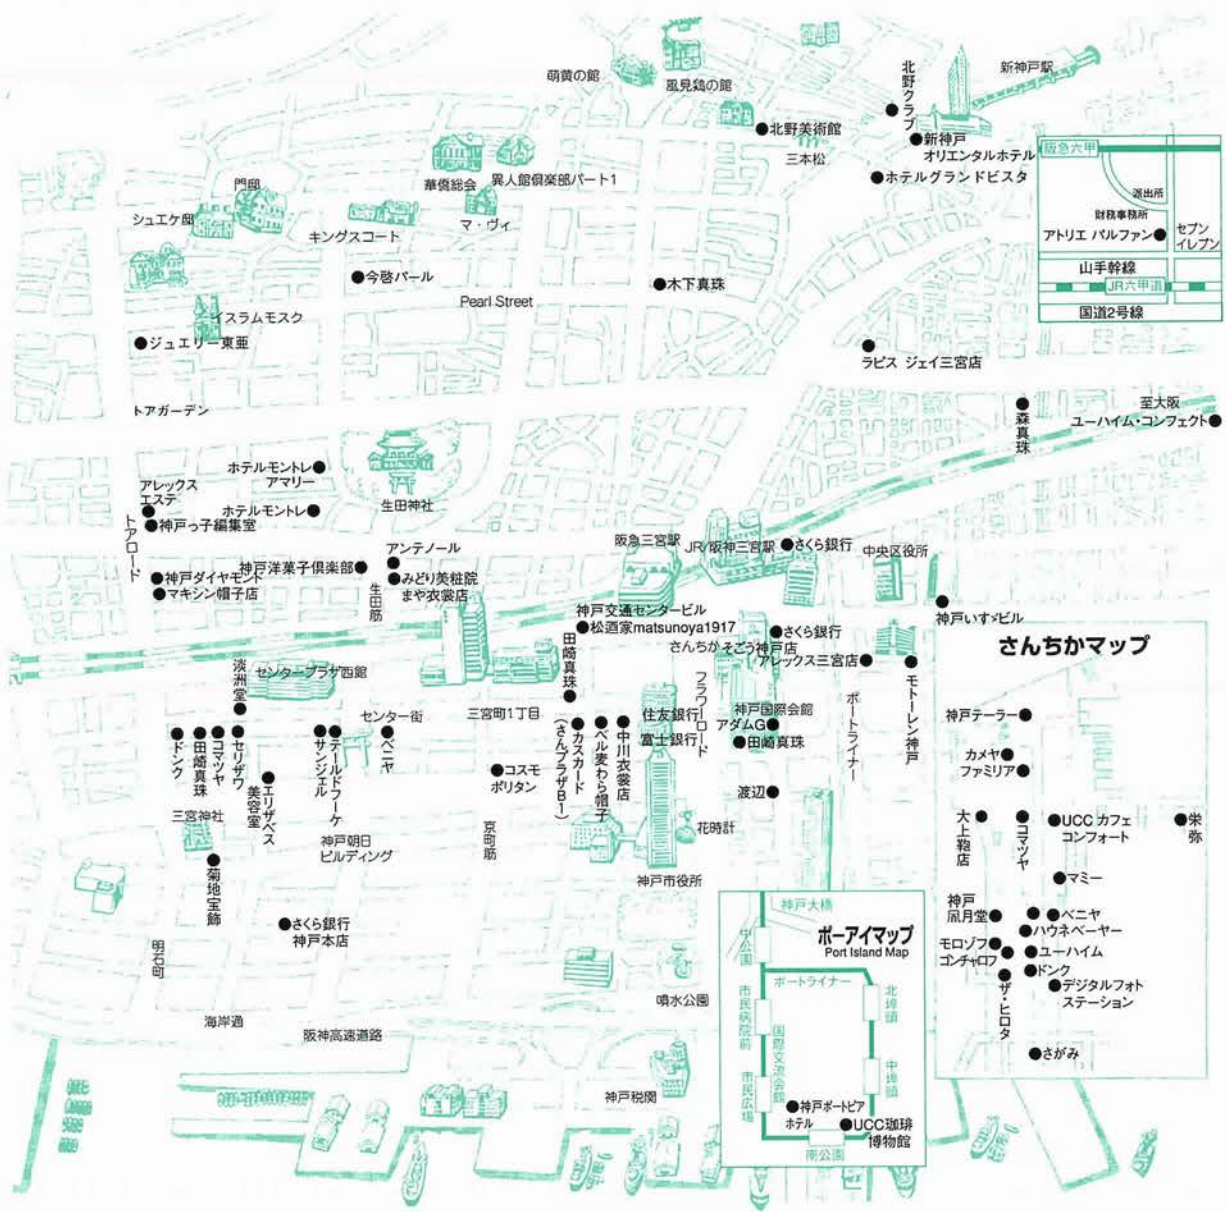 萌黄の館
風見鶏の館
北野クラブ
新神戸駅
北野美術館
三本松
新神戸
オリエンタルホテル
ホテルグランドビスタ
華僑総会
異人館倶楽部パート1
門邸
シュエケ邸
キングスコート
マ・ヴィ
今啓パール
木下真珠
Pearl Street
イスラムモスク
ジュエリー東亜
ラピス ジェイ三宮店
トアガーデン
阪急六甲
派出所
財務事務所
アトリエ パルファン
セブン
イレブン
山手幹線
JR六甲道
国道2号線
至大阪
ユーハイム・コンフェクト
森真珠
ホテルモントレ
アマリー
アレックス
エステ
ホテルモントレ
生田神社
神戸っ子編集室
トアロード
アンテノール
阪急三宮駅
JR/阪神三宮駅
さくら銀行
中央区役所
神戸洋菓子倶楽部
神戸ダイヤモンド
マキシン帽子店
みどり美粧院
まや衣裳店
生田筋
神戸交通センタービル
松酒家matsunoya1917
田崎真珠
さくら銀行
さんちか
そごう神戸店
アレックス三宮店
神戸いすゞビル
モトーレン神戸
淡洲堂
センタープラザ西館
センター街
三宮町1丁目
フラワーロード
ポートライナー
住友銀行
富士銀行
神戸国際会館
アダムG
田崎真珠
ドンク
田崎真珠
コマツヤ
セリザワ
エリザベス
美容室
サンジェル
テールドフーケ
ベニヤ
コスモ
ポリタン
カスカード
(さんプラザB1)
ベル麦わら帽子
中川衣裳店
渡辺
花時計
三宮神社
神戸朝日
ビルディング
京町筋
神戸市役所
菊地宝飾
さくら銀行
神戸本店
明石町
海岸通
阪神高速道路
噴水公園
神戸税関
さんちかマップ
神戸テーラー
カメヤ
ファミリア
大上鞄店
コマツヤ
UCC カフェ
コンフォート
栄弥
マミー
神戸
凮月堂
ベニヤ
ハウネベーヤー
モロゾフ
ゴンチャロフ
ユーハイム
ドンク
ザ・ヒロタ
デジタルフォト
ステーション
さがみ
神戸大橋
ポーアイマップ
Port Island Map
中公園
ポートライナー
市民病院前
国際交流会館
北埠頭
市民広場
中埠頭
神戸ポートピア
ホテル
UCC珈琲
博物館
南公園